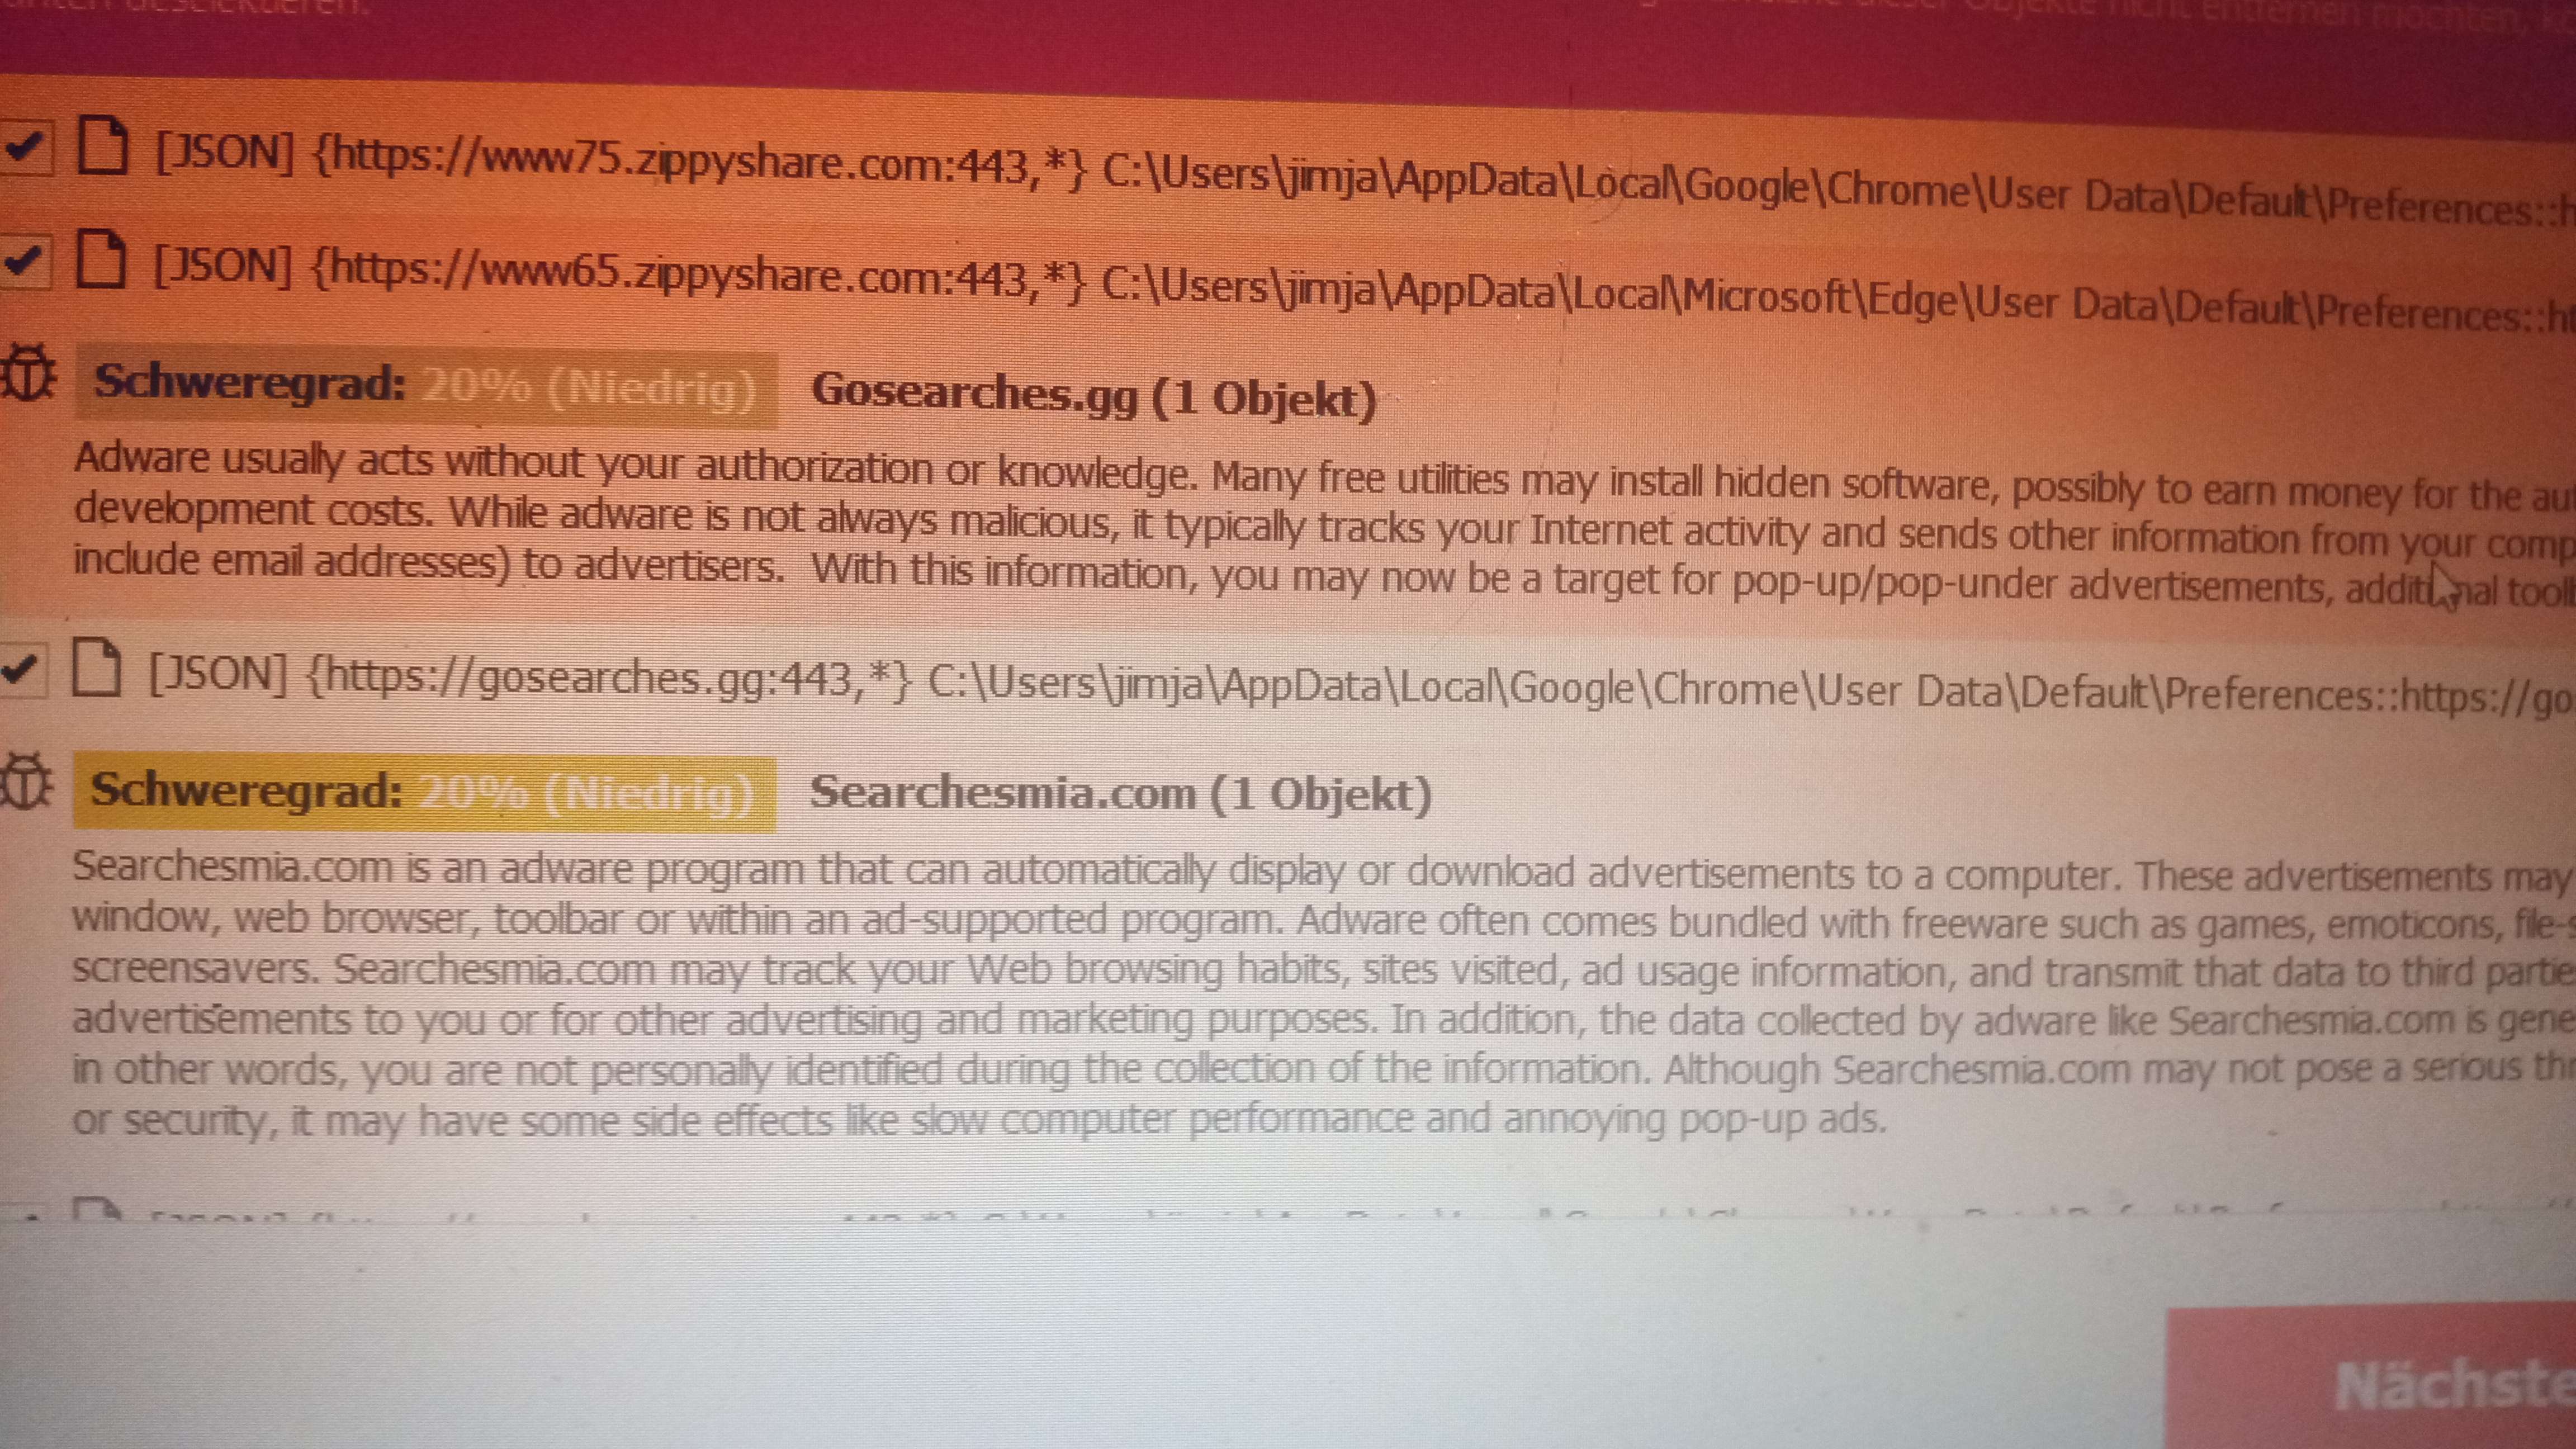 deselektieren.
dieser Objekte nicht entfernen möchten,
[JSON] {https://www75.zippyshare.com:443,*} C:\Users\jimja\AppData\Local\Google\Chrome\User Data\Default\Preferences::h
[JSON] {https://www65.zippyshare.com:443,*} C:\Users\jimja\AppData\Local\Microsoft\Edge\User Data\Default\Preferences::ht
Schweregrad: 20% (Niedrig) Gosearches.gg (1 Objekt)
Adware usually acts without your authorization or knowledge. Many free utilities may install hidden software, possibly to earn money for the au
development costs. While adware is not always malicious, it typically tracks your Internet activity and sends other information from your comp
include email addresses) to advertisers. With this information, you may now be a target for pop-up/pop-under advertisements, additional toolb
[JSON] {https://gosearches.gg:443,*} C:\Users\jimja\AppData\Local\Google\Chrome\User Data\Default\Preferences::https://go
Schweregrad: 20% (Niedrig) Searchesmia.com (1 Objekt)
Searchesmia.com is an adware program that can automatically display or download advertisements to a computer. These advertisements may
window, web browser, toolbar or within an ad-supported program. Adware often comes bundled with freeware such as games, emoticons, file-s
screensavers. Searchesmia.com may track your Web browsing habits, sites visited, ad usage information, and transmit that data to third partie
advertisements to you or for other advertising and marketing purposes. In addition, the data collected by adware like Searchesmia.com is gene
in other words, you are not personally identified during the collection of the information. Although Searchesmia.com may not pose a serious thr
or security, it may have some side effects like slow computer performance and annoying pop-up ads.
Nächste